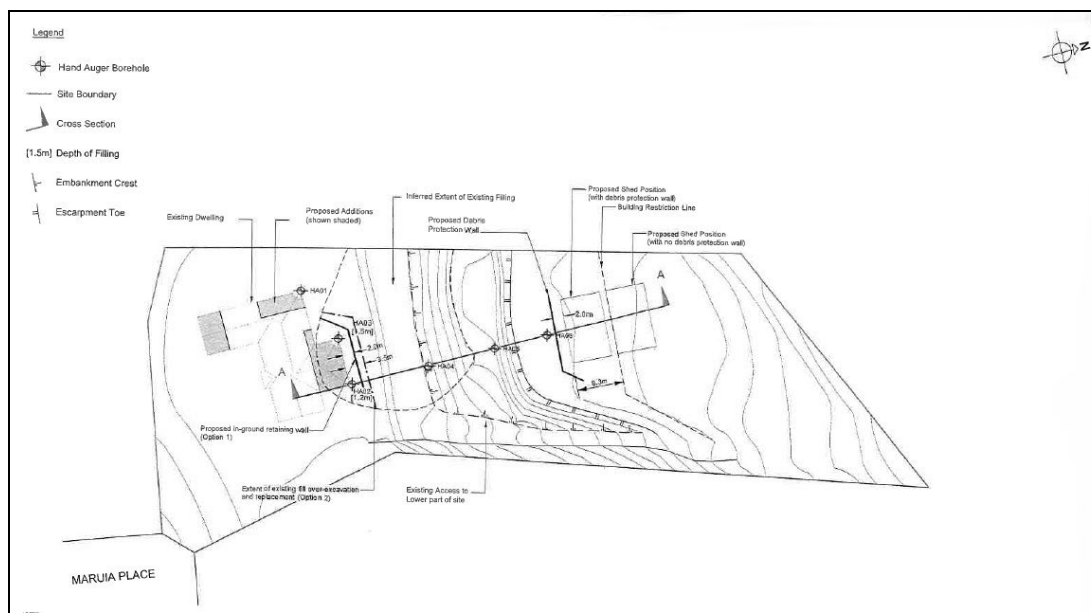 Legend
Hand Auger Borehole
Site Boundary
Cross Section
[1.5m] Depth of Filling
Embankment Crest
Escarpment Toe
N
Existing Dwelling
Proposed Additions
(shown shaded)
Inferred Extent of Existing Filling
Proposed Debris
Protection Wall
Proposed Shed Position
(with debris protection wall)
Building Restriction Line
Proposed Shed Position
(with no debris protection wall)
A
HA01
HA03
[1.5m]
2.0m
HA04
HA02
[1.2m]
A
2.0m
Proposed in-ground retaining wall
(Option 1)
Extent of existing fill over-excavation
and replacement (Option 2)
Existing Access to
Lower part of site
MARUIA PLACE